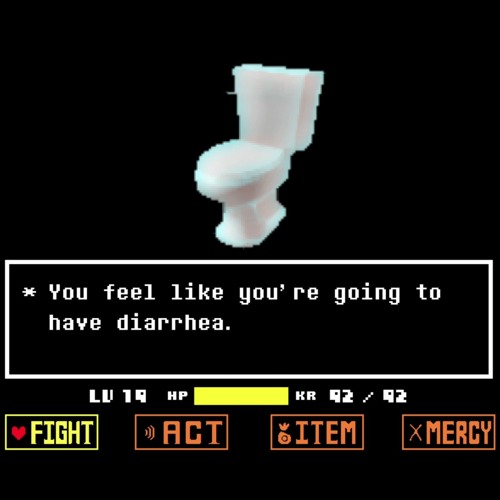 * You feel like you're going to
have diarrhea.
LV 19 HP KR 92 / 92
FIGHT ACT ITEM MERCY